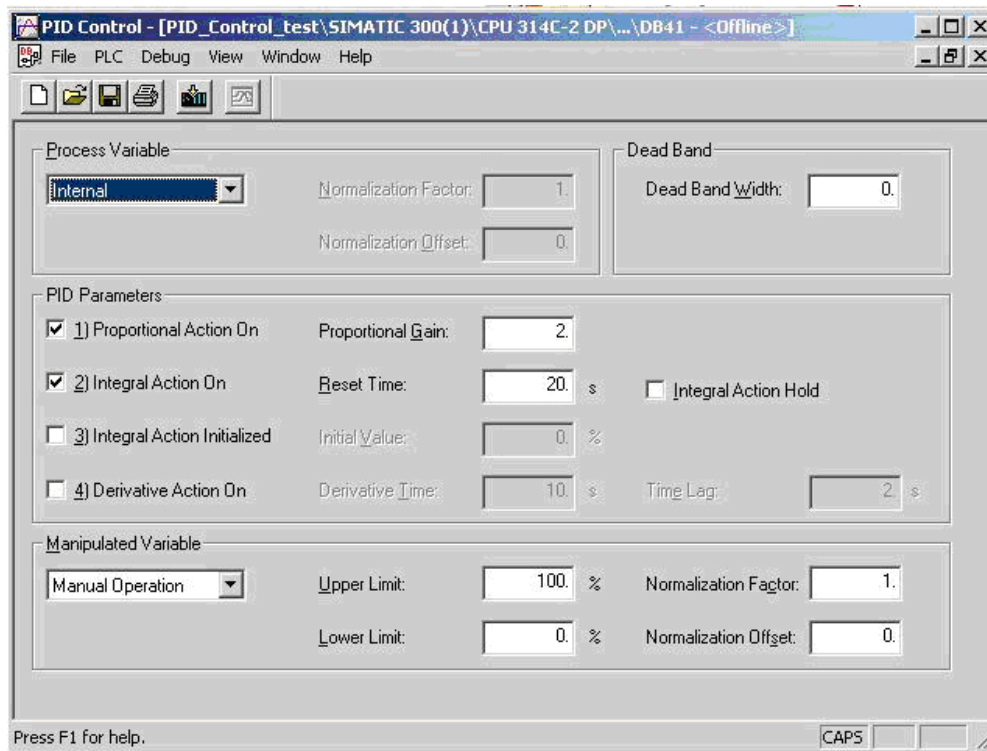 PID Control - [PID_Control_test\SIMATIC 300(1)\CPU 314C-2 DP\...\DB41 - <Offline>]
File PLC Debug View Window Help
Process Variable
Internal
Normalization Factor: 1.
Normalization Offset: 0.
Dead Band
Dead Band Width: 0.
PID Parameters
1) Proportional Action On Proportional Gain: 2.
2) Integral Action On Reset Time: 20. s Integral Action Hold
3) Integral Action Initialized Initial Value: 0. %
4) Derivative Action On Derivative Time: 10. s Time Lag: 2. s
Manipulated Variable
Manual Operation Upper Limit: 100. % Normalization Factor: 1.
Lower Limit: 0. % Normalization Offset: 0.
Press F1 for help. CAPS